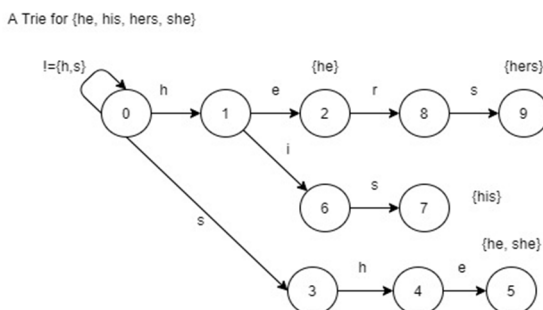 A Trie for {he, his, hers, she}
!={h,s} {he} {hers}
h e r s
0 1 2 8 9
i
s
6 7 {his}
s
{he, she}
h e
3 4 5